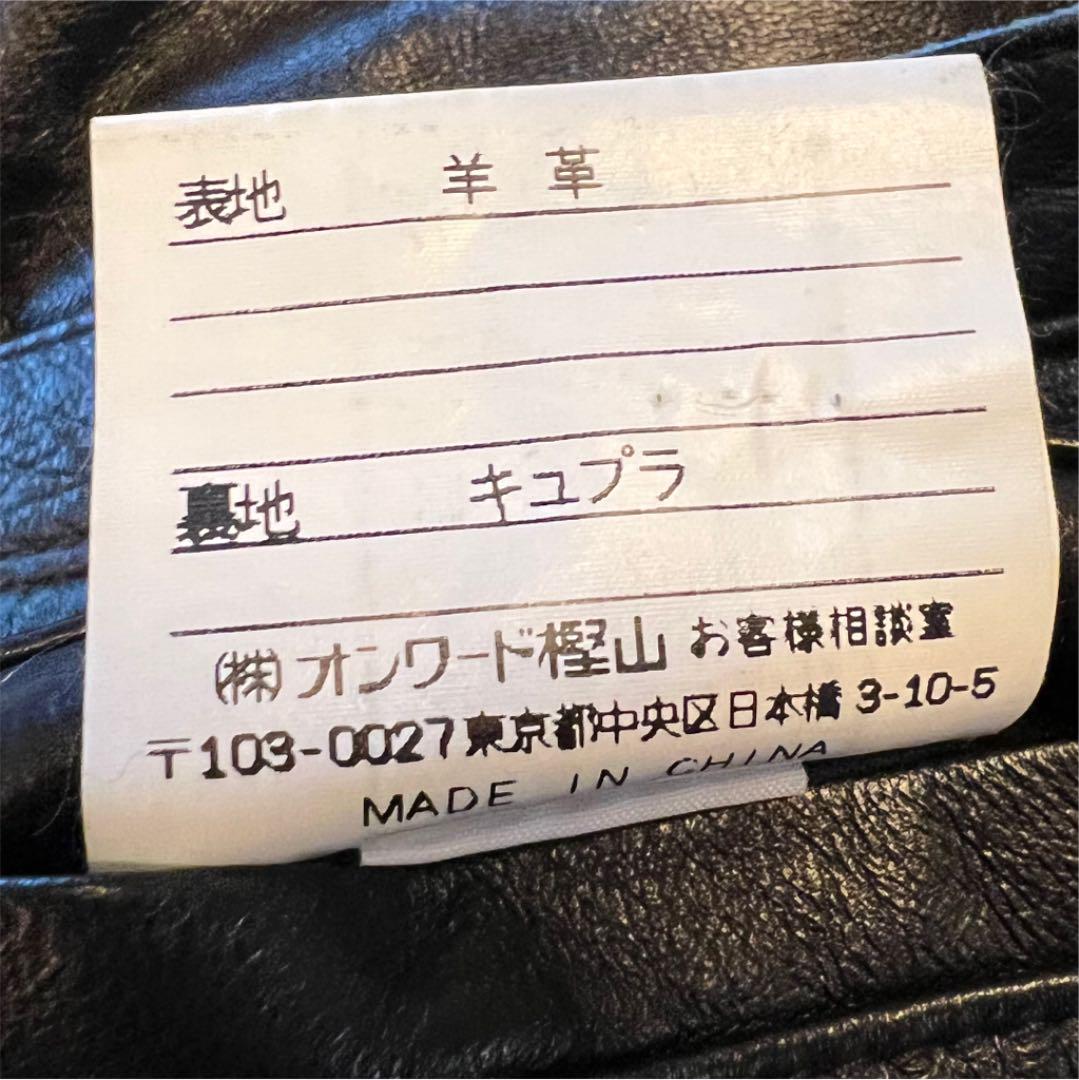 表地 羊革
裏地 キュプラ
(株)オンワード樫山 お客様相談室
〒103-0027東京都中央区日本橋3-10-5
MADE IN CHINA